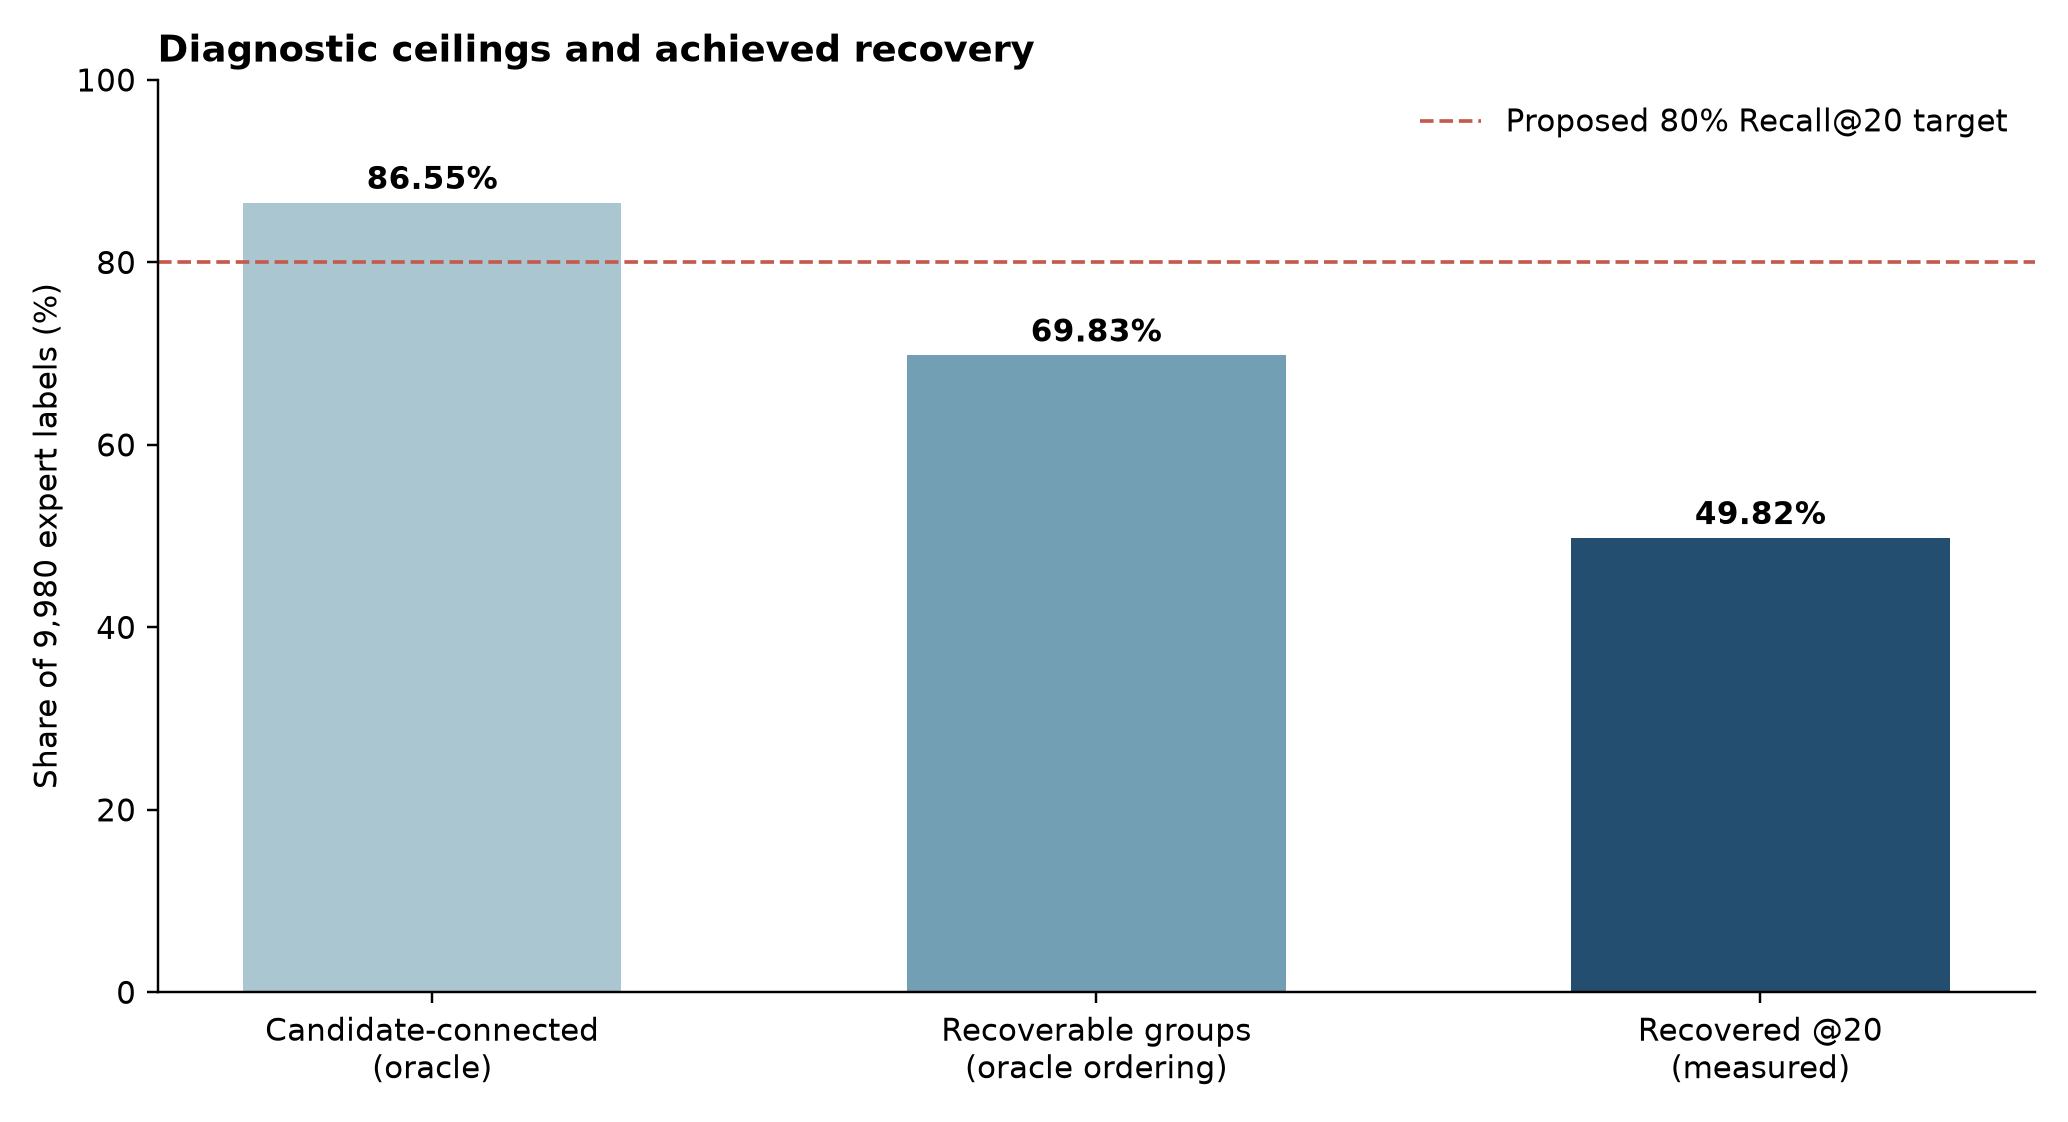 Diagnostic ceilings and achieved recovery
Proposed 80% Recall@20 target
Share of 9,980 expert labels (%)
100
80
60
40
20
0
86.55%
69.83%
49.82%
Candidate-connected
(oracle)
Recoverable groups
(oracle ordering)
Recovered @20
(measured)